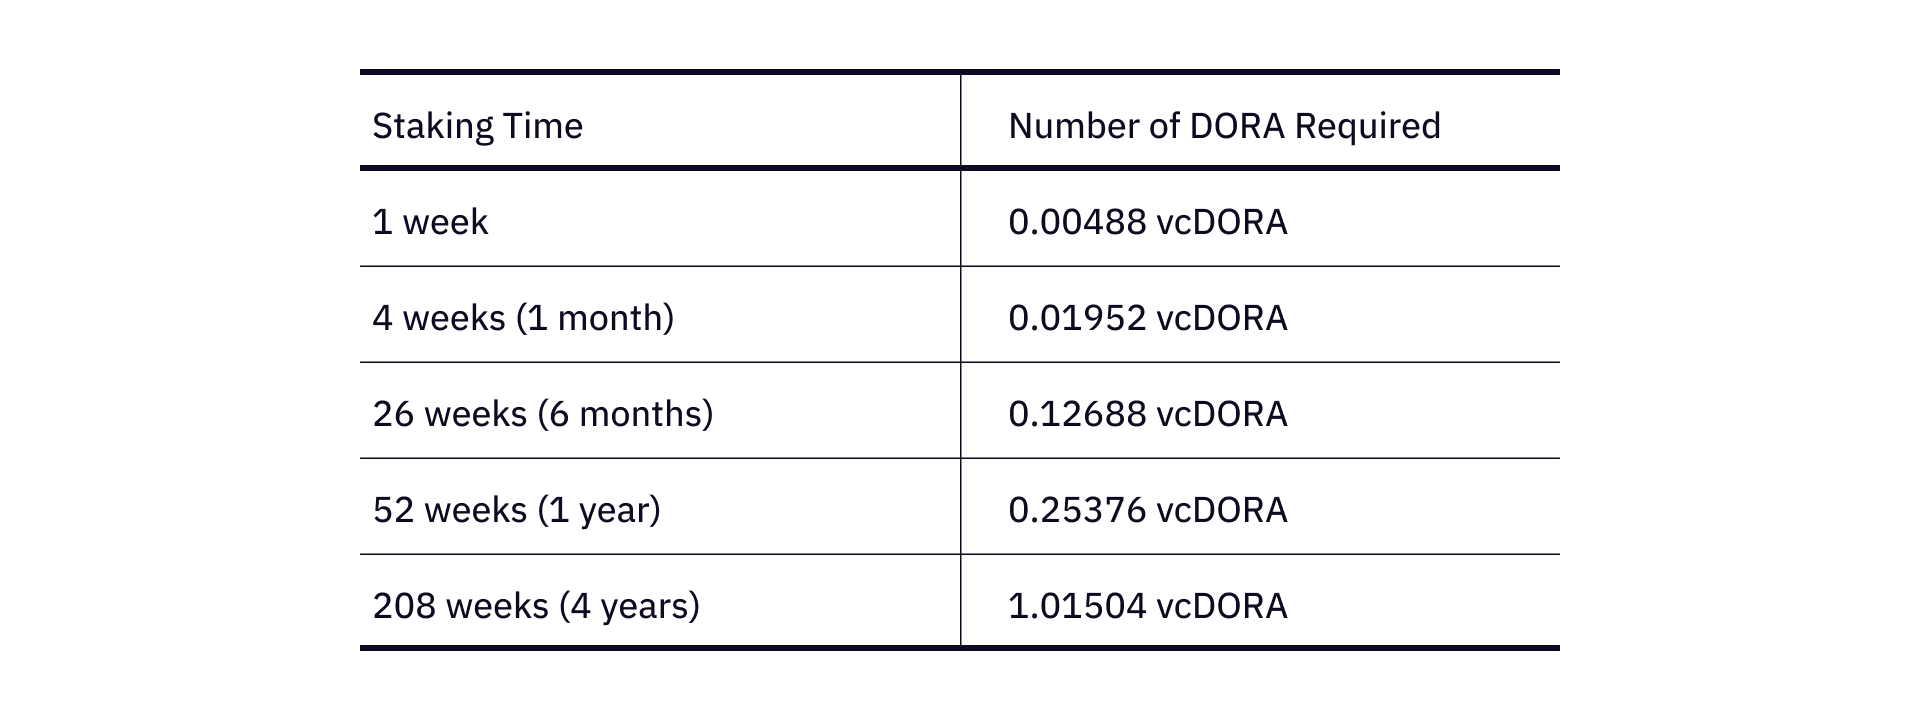 Staking Time Number of DORA Required
1 week 0.00488 vcDORA
4 weeks (1 month) 0.01952 vcDORA
26 weeks (6 months) 0.12688 vcDORA
52 weeks (1 year) 0.25376 vcDORA
208 weeks (4 years) 1.01504 vcDORA